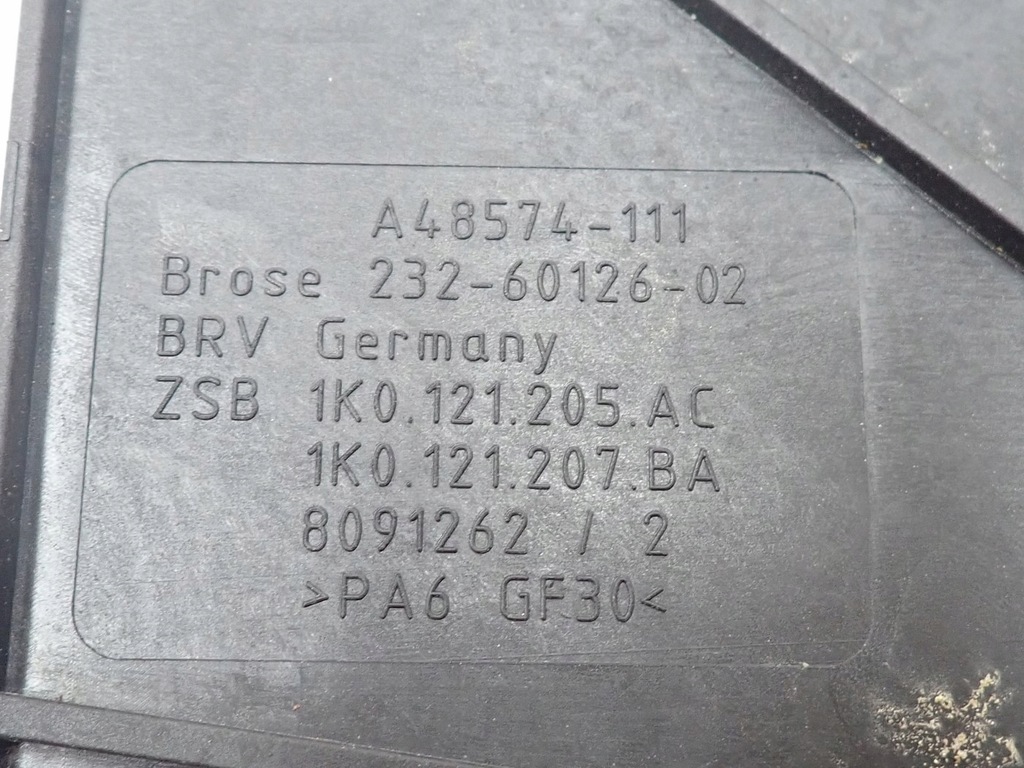 A48574-111
Brose 232-60126-02
BRV Germany
ZSB 1K0.121.205.AC
1K0.121.207.BA
8091262 / 2
>PA6 GF30<